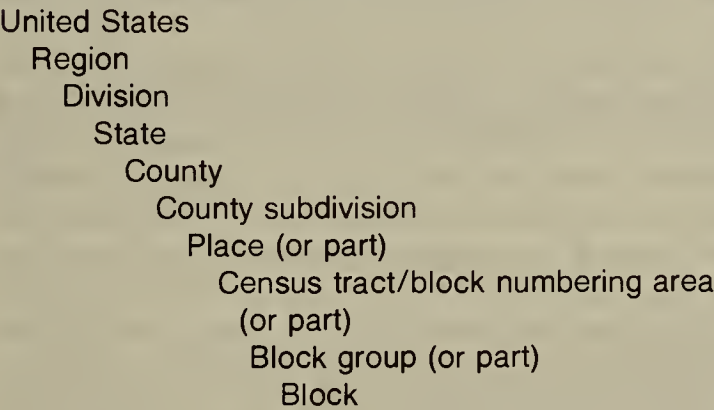 United States
Region
Division
State
County
County subdivision
Place (or part)
Census tract/block numbering area
(or part)
Block group (or part)
Block